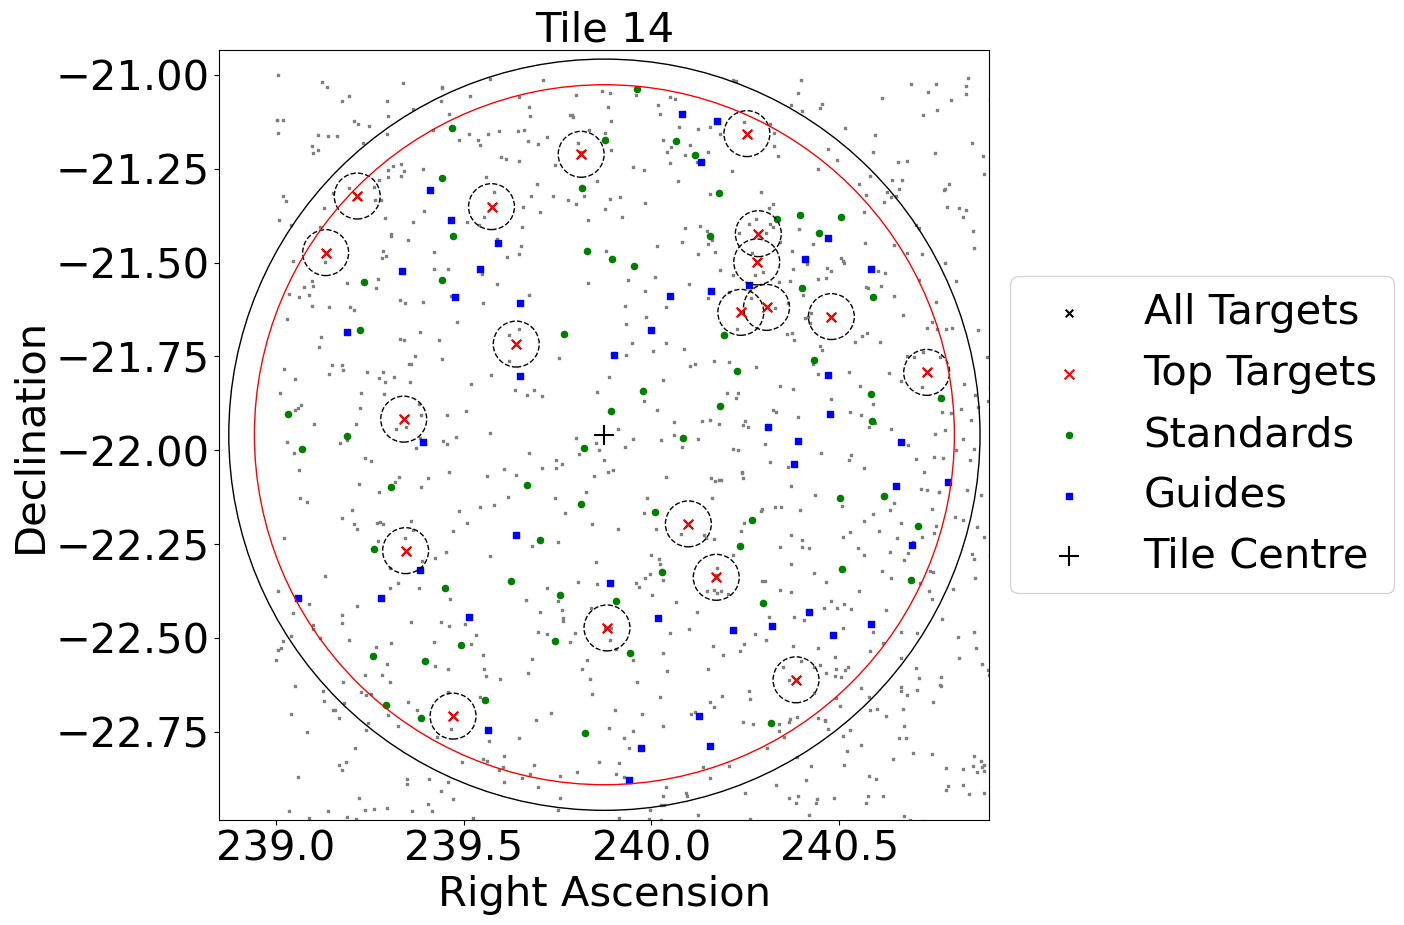 Tile 14
−21.00
−21.25
−21.50
−21.75
−22.00
−22.25
−22.50
−22.75
Declination
239.0 239.5 240.0 240.5
Right Ascension
All Targets
Top Targets
Standards
Guides
Tile Centre